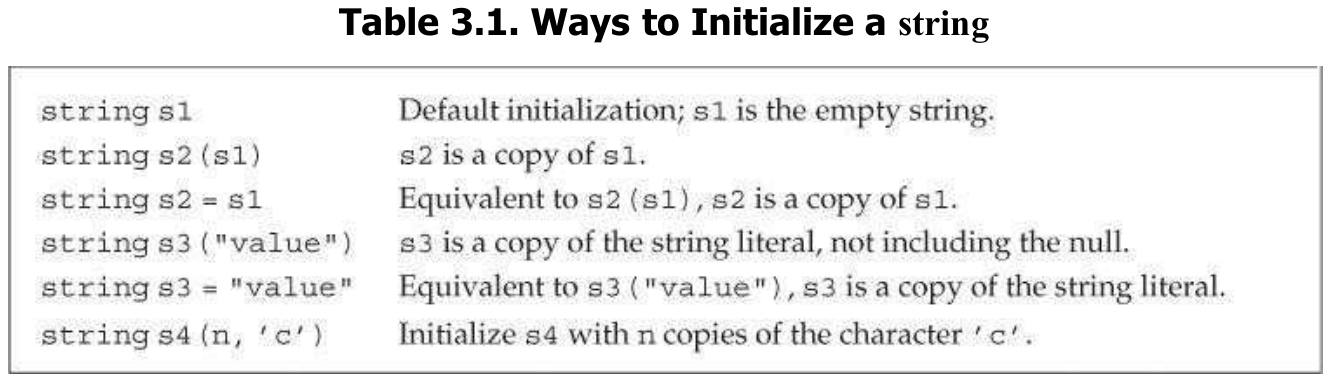 Table 3.1. Ways to Initialize a string
string s1 Default initialization; s1 is the empty string.
string s2(s1) s2 is a copy of s1.
string s2 = s1 Equivalent to s2(s1), s2 is a copy of s1.
string s3("value") s3 is a copy of the string literal, not including the null.
string s3 = "value" Equivalent to s3("value"), s3 is a copy of the string literal.
string s4(n, 'c') Initialize s4 with n copies of the character 'c'.